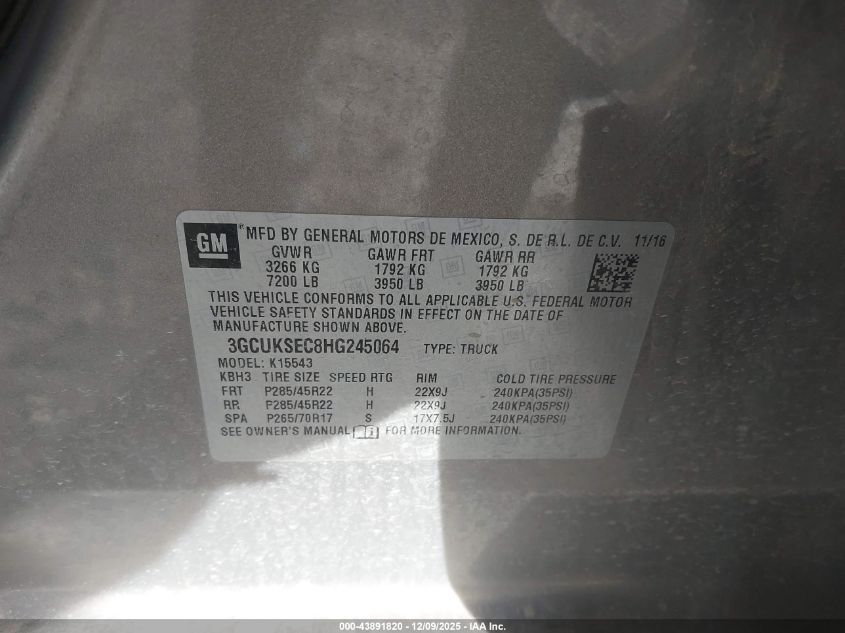 GM ® MFD BY GENERAL MOTORS DE MEXICO, S. DE R.L. DE C.V. 11/16
GVWR GAWR FRT GAWR RR
3266 KG 1792 KG 1792 KG
7200 LB 3950 LB 3950 LB
THIS VEHICLE CONFORMS TO ALL APPLICABLE U.S. FEDERAL MOTOR
VEHICLE SAFETY STANDARDS IN EFFECT ON THE DATE OF
MANUFACTURE SHOWN ABOVE.
3GCUKSEC8HG245064 TYPE: TRUCK
MODEL: K15543
KBH3 TIRE SIZE SPEED RTG RIM COLD TIRE PRESSURE
FRT P285/45R22 H 22X9J 240KPA(35PSI)
RR P285/45R22 H 22X9J 240KPA(35PSI)
SPA P265/70R17 S 17X7.5J 240KPA(35PSI)
SEE OWNER'S MANUAL FOR MORE INFORMATION.
000-43891820 - 12/09/2025 - IAA Inc.